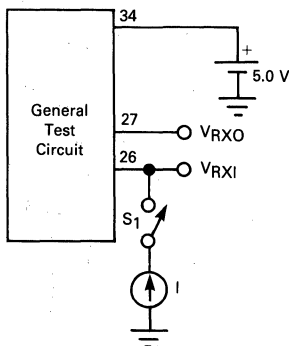 34
+
5.0 V
General
Test
Circuit
27
VRXO
26
VRXI
S1
I